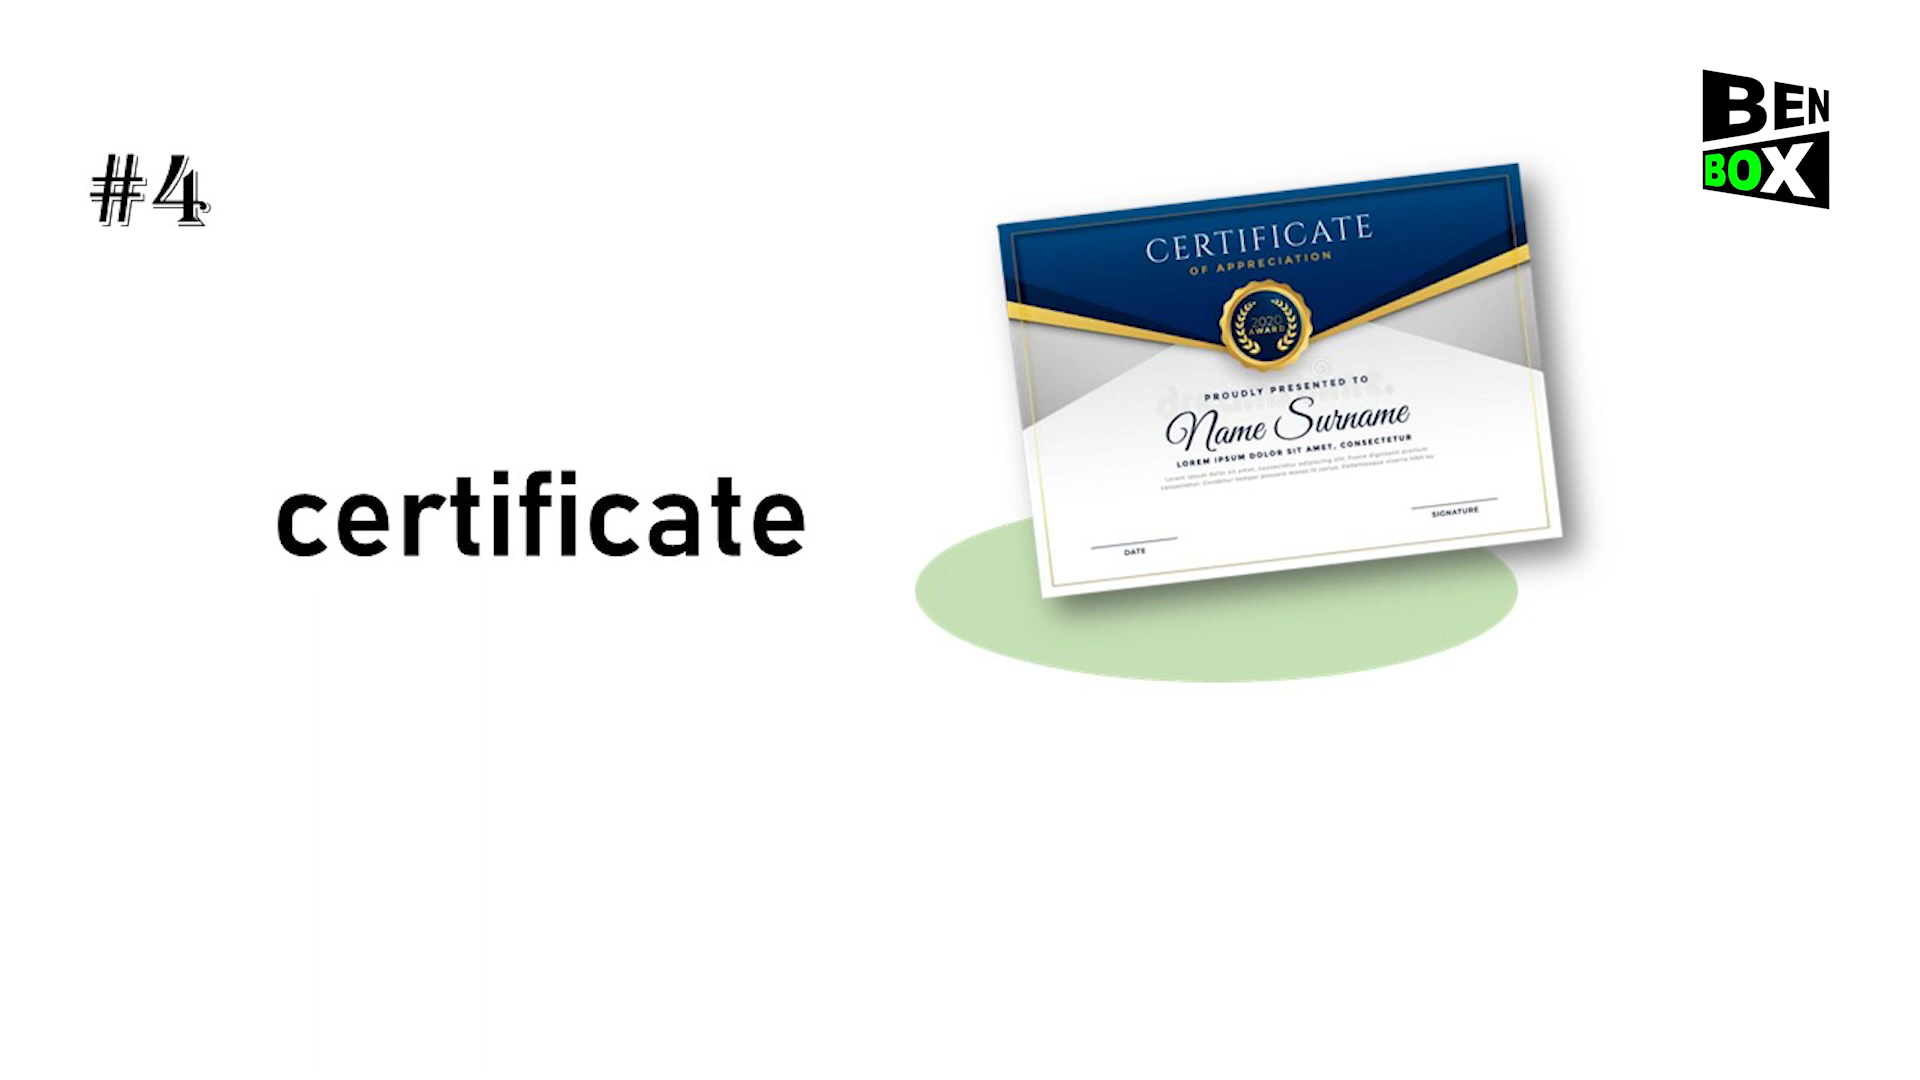 #4
BEN
BOX
certificate
CERTIFICATE
OF APPRECIATION
2020
AWARD
PROUDLY PRESENTED TO
Name Surname
LOREM IPSUM DOLOR SIT AMET, CONSECTETUR
DATE
SIGNATURE